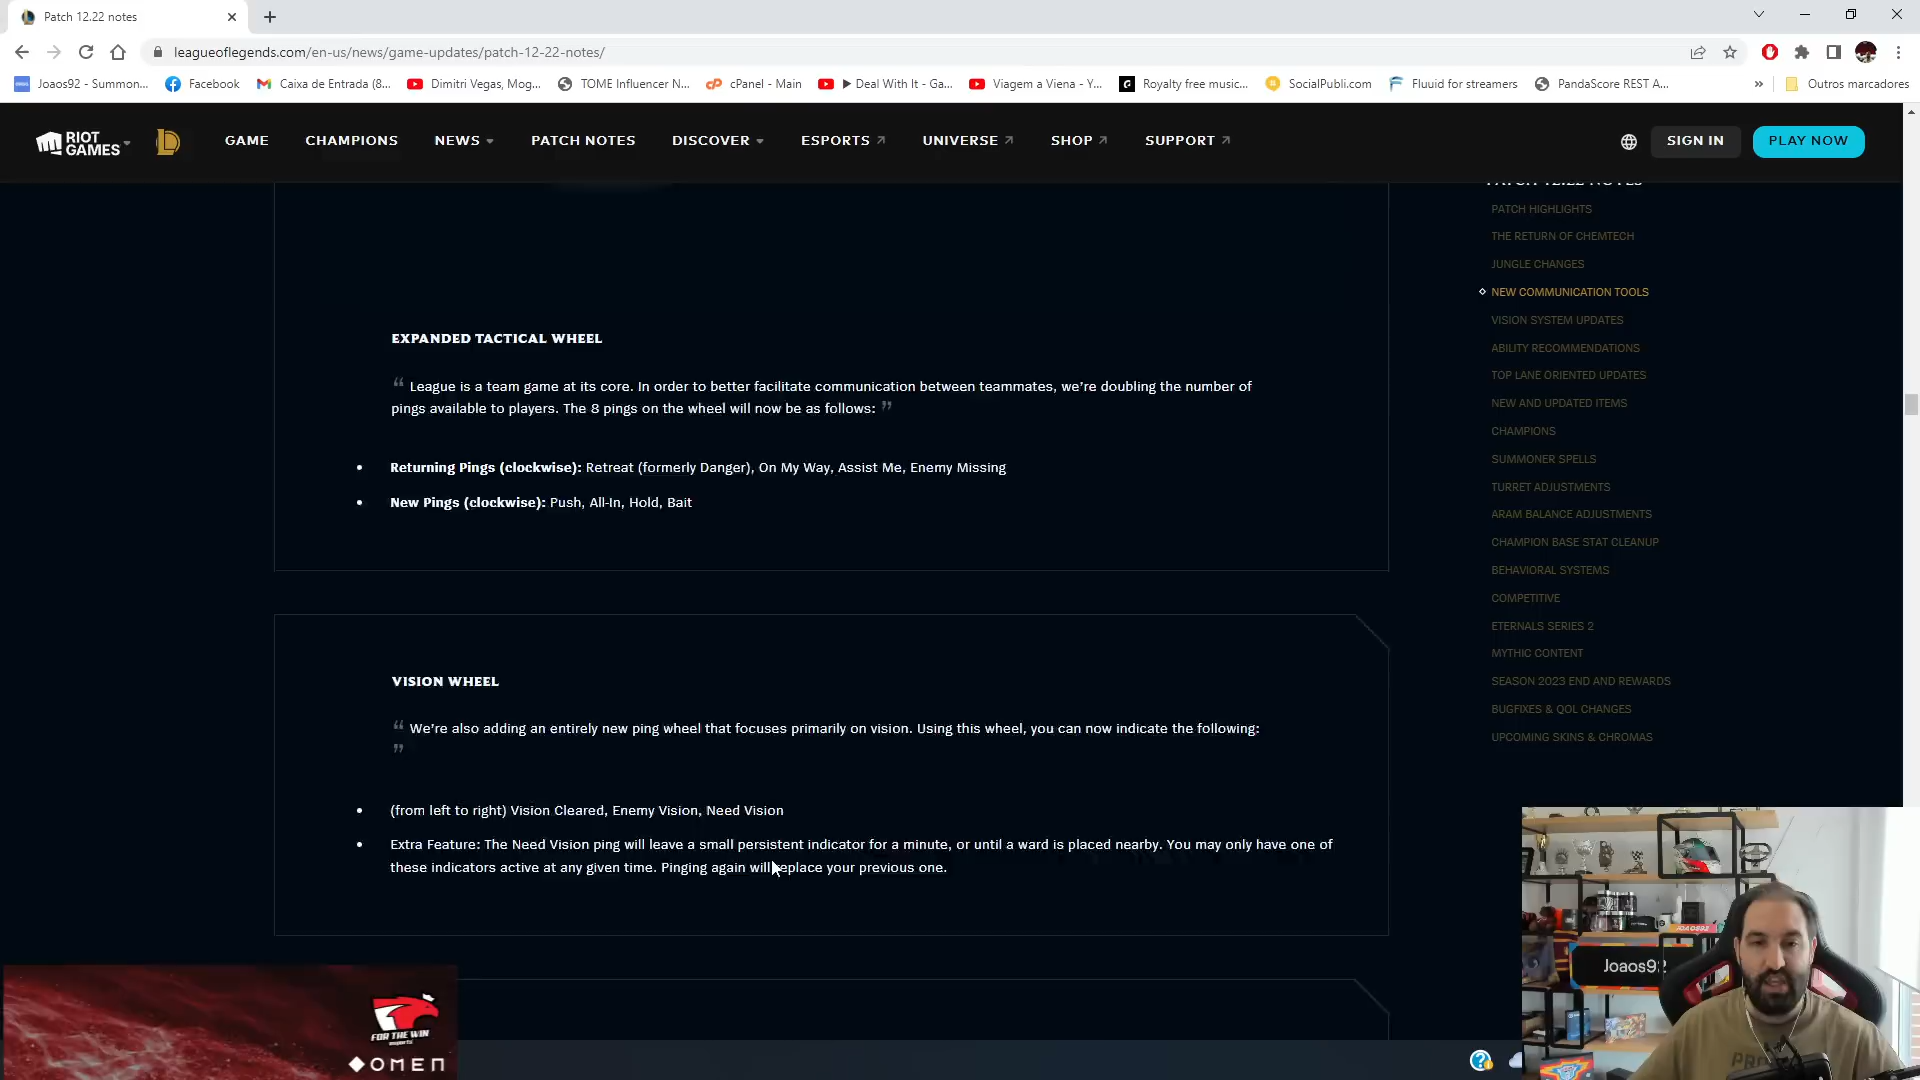 Patch 12.22 notes
leagueoflegends.com/en-us/news/game-updates/patch-12-22-notes/
Joaos92 - Summon... Facebook Caixa de Entrada (8... Dimitri Vegas, Mog... TOME Influencer N... cPanel - Main ▶ Deal With It - Ga... Viagem a Viena - Y... Royalty free music... SocialPubli.com Fluuid for streamers PandaScore REST A... » Outros marcadores
RIOT GAMES GAME CHAMPIONS NEWS PATCH NOTES DISCOVER ESPORTS UNIVERSE SHOP SUPPORT SIGN IN PLAY NOW
PATCH 12.22 NOTES
PATCH HIGHLIGHTS
THE RETURN OF CHEMTECH
JUNGLE CHANGES
NEW COMMUNICATION TOOLS
VISION SYSTEM UPDATES
ABILITY RECOMMENDATIONS
TOP LANE ORIENTED UPDATES
NEW AND UPDATED ITEMS
CHAMPIONS
SUMMONER SPELLS
TURRET ADJUSTMENTS
ARAM BALANCE ADJUSTMENTS
CHAMPION BASE STAT CLEANUP
BEHAVIORAL SYSTEMS
COMPETITIVE
ETERNALS SERIES 2
MYTHIC CONTENT
SEASON 2023 END AND REWARDS
BUGFIXES & QOL CHANGES
UPCOMING SKINS & CHROMAS
EXPANDED TACTICAL WHEEL
“ League is a team game at its core. In order to better facilitate communication between teammates, we’re doubling the number of
pings available to players. The 8 pings on the wheel will now be as follows: ”
• Returning Pings (clockwise): Retreat (formerly Danger), On My Way, Assist Me, Enemy Missing
• New Pings (clockwise): Push, All-In, Hold, Bait
VISION WHEEL
“ We’re also adding an entirely new ping wheel that focuses primarily on vision. Using this wheel, you can now indicate the following:
”
• (from left to right) Vision Cleared, Enemy Vision, Need Vision
• Extra Feature: The Need Vision ping will leave a small persistent indicator for a minute, or until a ward is placed nearby. You may only have one of
these indicators active at any given time. Pinging again will replace your previous one.
FOR THE WIN
esports
OMEN
JOAOS92
Joaos92